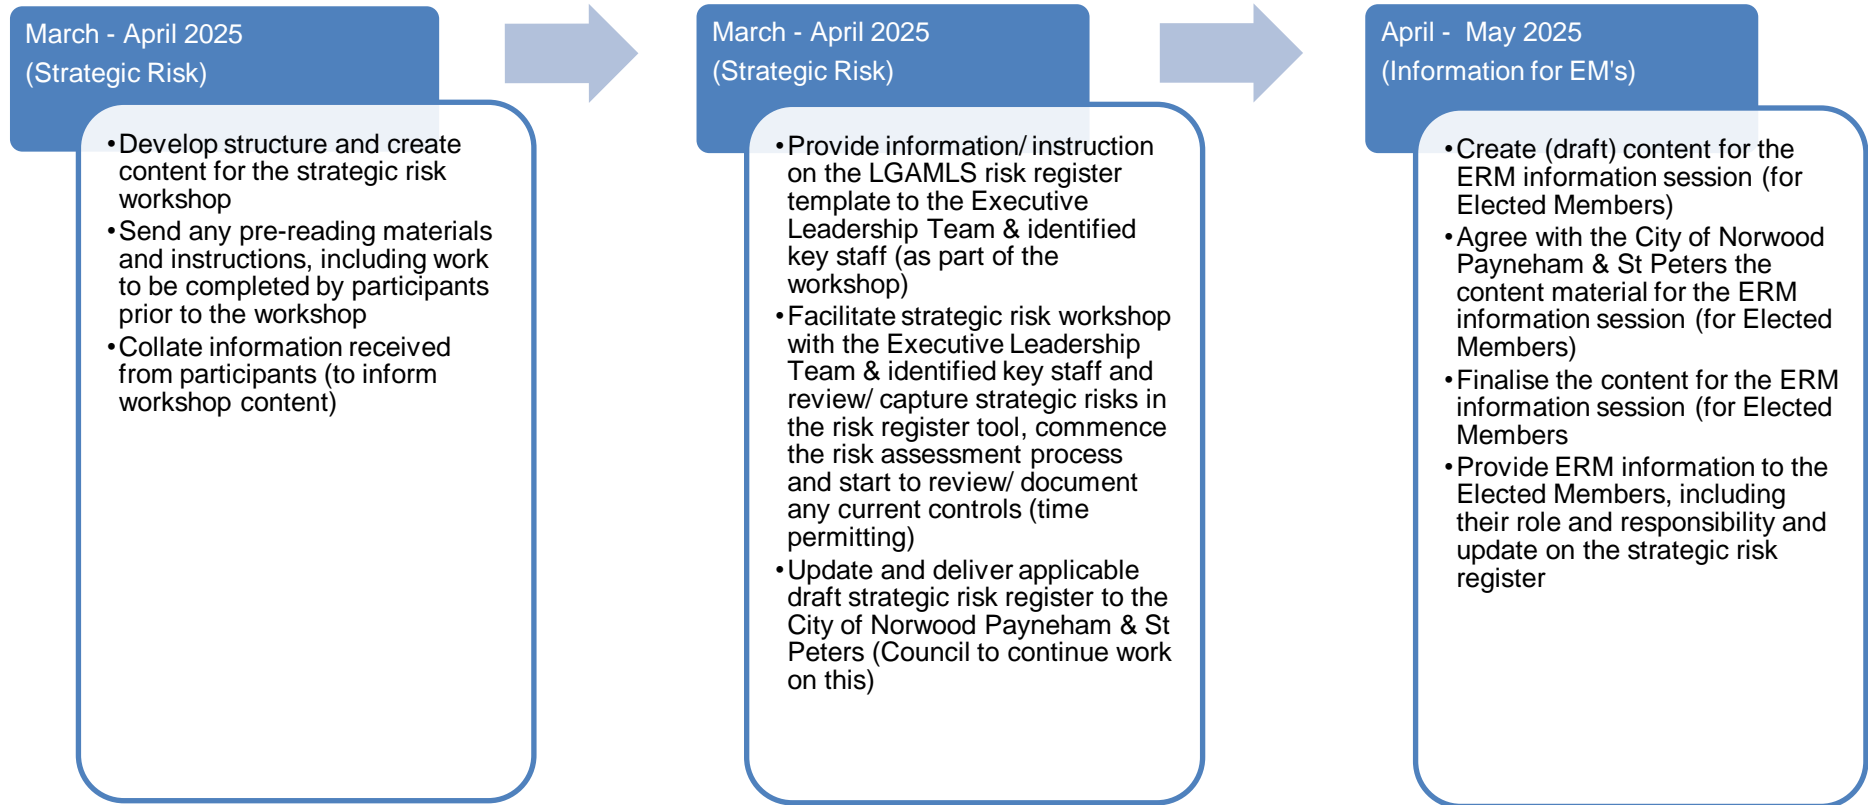 March - April 2025
(Strategic Risk)
•Develop structure and create
content for the strategic risk
workshop
•Send any pre-reading materials
and instructions, including work
to be completed by participants
prior to the workshop
•Collate information received
from participants (to inform
workshop content)
March - April 2025
(Strategic Risk)
•Provide information/ instruction
on the LGAMLS risk register
template to the Executive
Leadership Team & identified
key staff (as part of the
workshop)
•Facilitate strategic risk workshop
with the Executive Leadership
Team & identified key staff and
review/ capture strategic risks in
the risk register tool, commence
the risk assessment process
and start to review/ document
any current controls (time
permitting)
•Update and deliver applicable
draft strategic risk register to the
City of Norwood Payneham & St
Peters (Council to continue work
on this)
April -  May 2025
(Information for EM's)
•Create (draft) content for the
ERM information session (for
Elected Members)
•Agree with the City of Norwood
Payneham & St Peters the
content material for the ERM
information session (for Elected
Members)
•Finalise the content for the ERM
information session (for Elected
Members
•Provide ERM information to the
Elected Members, including
their role and responsibility and
update on the strategic risk
register